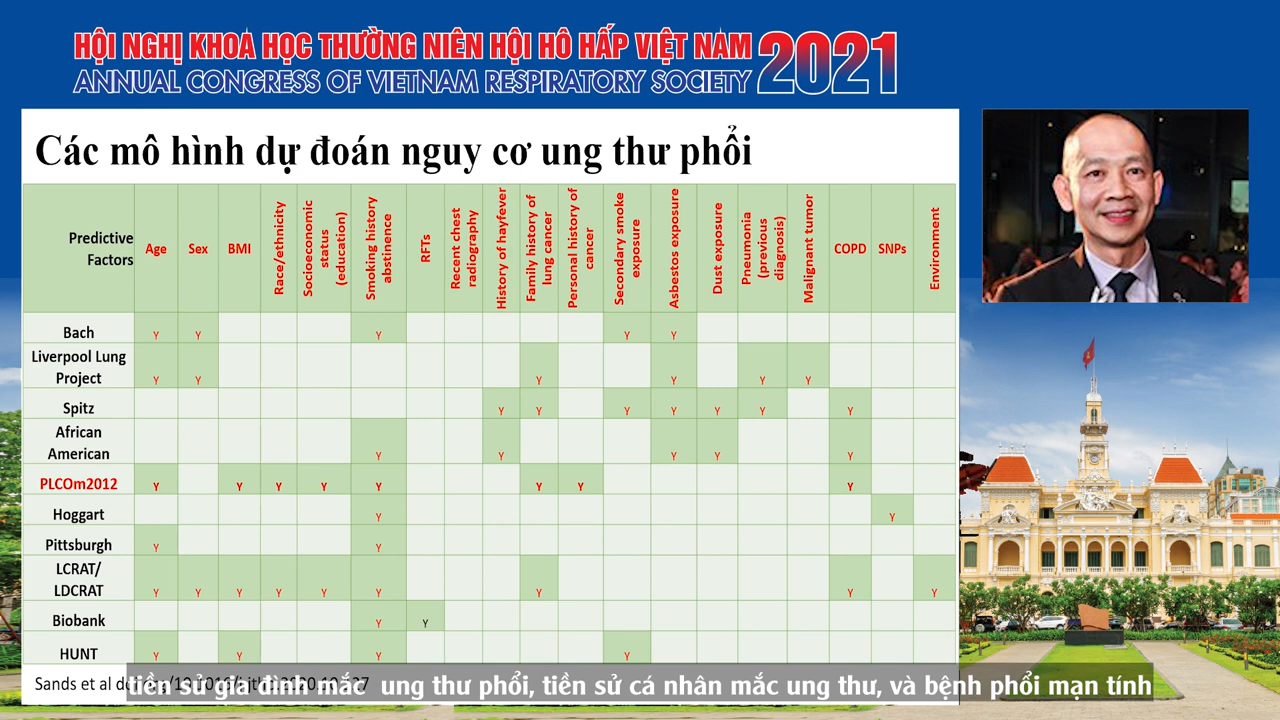 HỘI NGHỊ KHOA HỌC THƯỜNG NIÊN HỘI HÔ HẤP VIỆT NAM 2021
ANNUAL CONGRESS OF VIETNAM RESPIRATORY SOCIETY
Các mô hình dự đoán nguy cơ ung thư phổi
Predictive Factors Age Sex BMI Race/ethnicity Socioeconomic status (education) Smoking history abstinence RFTs Recent chest radiography History of hayfever Family history of lung cancer Personal history of cancer Secondary smoke exposure Asbestos exposure Dust exposure Pneumonia (previous diagnosis) Malignant tumor COPD SNPs Environment
Bach Y Y Y Y Y
Liverpool Lung Project Y Y Y Y Y Y
Spitz Y Y Y Y Y Y Y
African American Y Y Y Y Y
PLCOm2012 Y Y Y Y Y Y Y Y
Hoggart Y Y
Pittsburgh Y Y
LCRAT/ LDCRAT Y Y Y Y Y Y Y Y Y
Biobank Y Y
HUNT Y Y Y Y
Sands et al
tiền sử gia đình mắc ung thư phổi, tiền sử cá nhân mắc ung thư, và bệnh phổi mạn tính